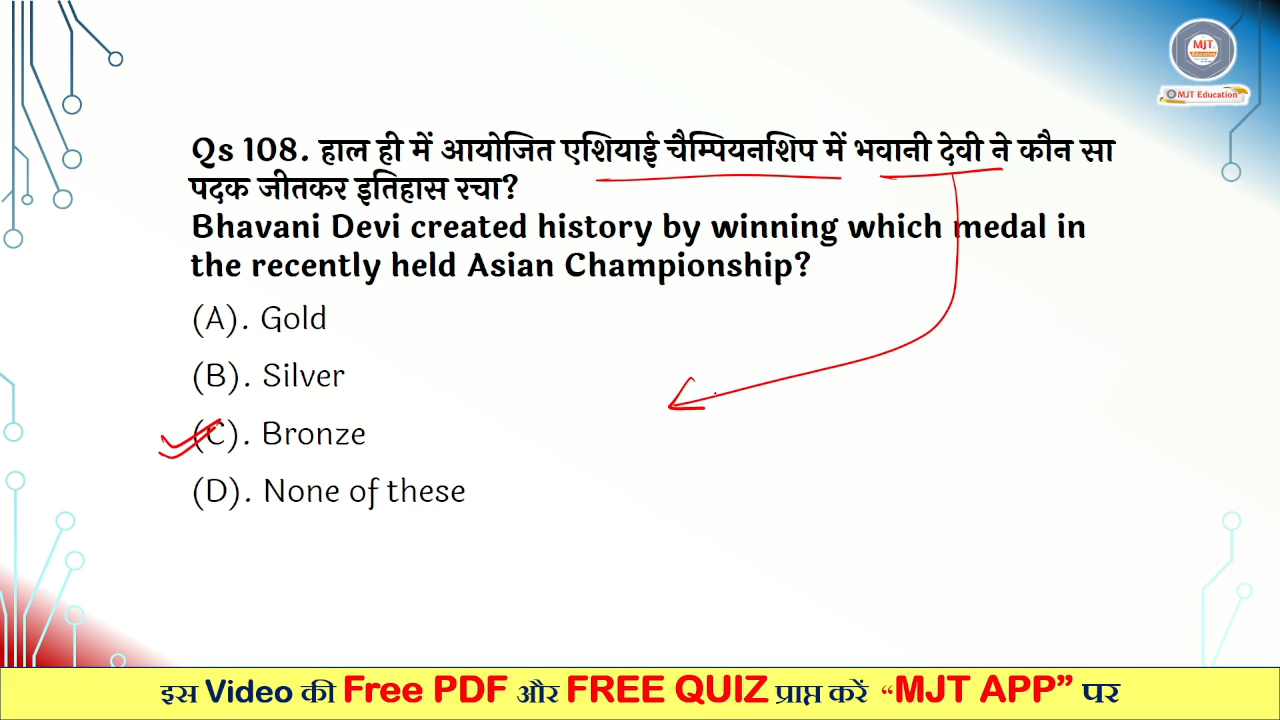 MJT
Education
MJT Education
Qs 108. हाल ही में आयोजित एशियाई चैम्पियनशिप में भवानी देवी ने कौन सा
पदक जीतकर इतिहास रचा?
Bhavani Devi created history by winning which medal in
the recently held Asian Championship?
(A). Gold
(B). Silver
(C). Bronze
(D). None of these
इस Video की Free PDF और FREE QUIZ प्राप्त करें “MJT APP” पर